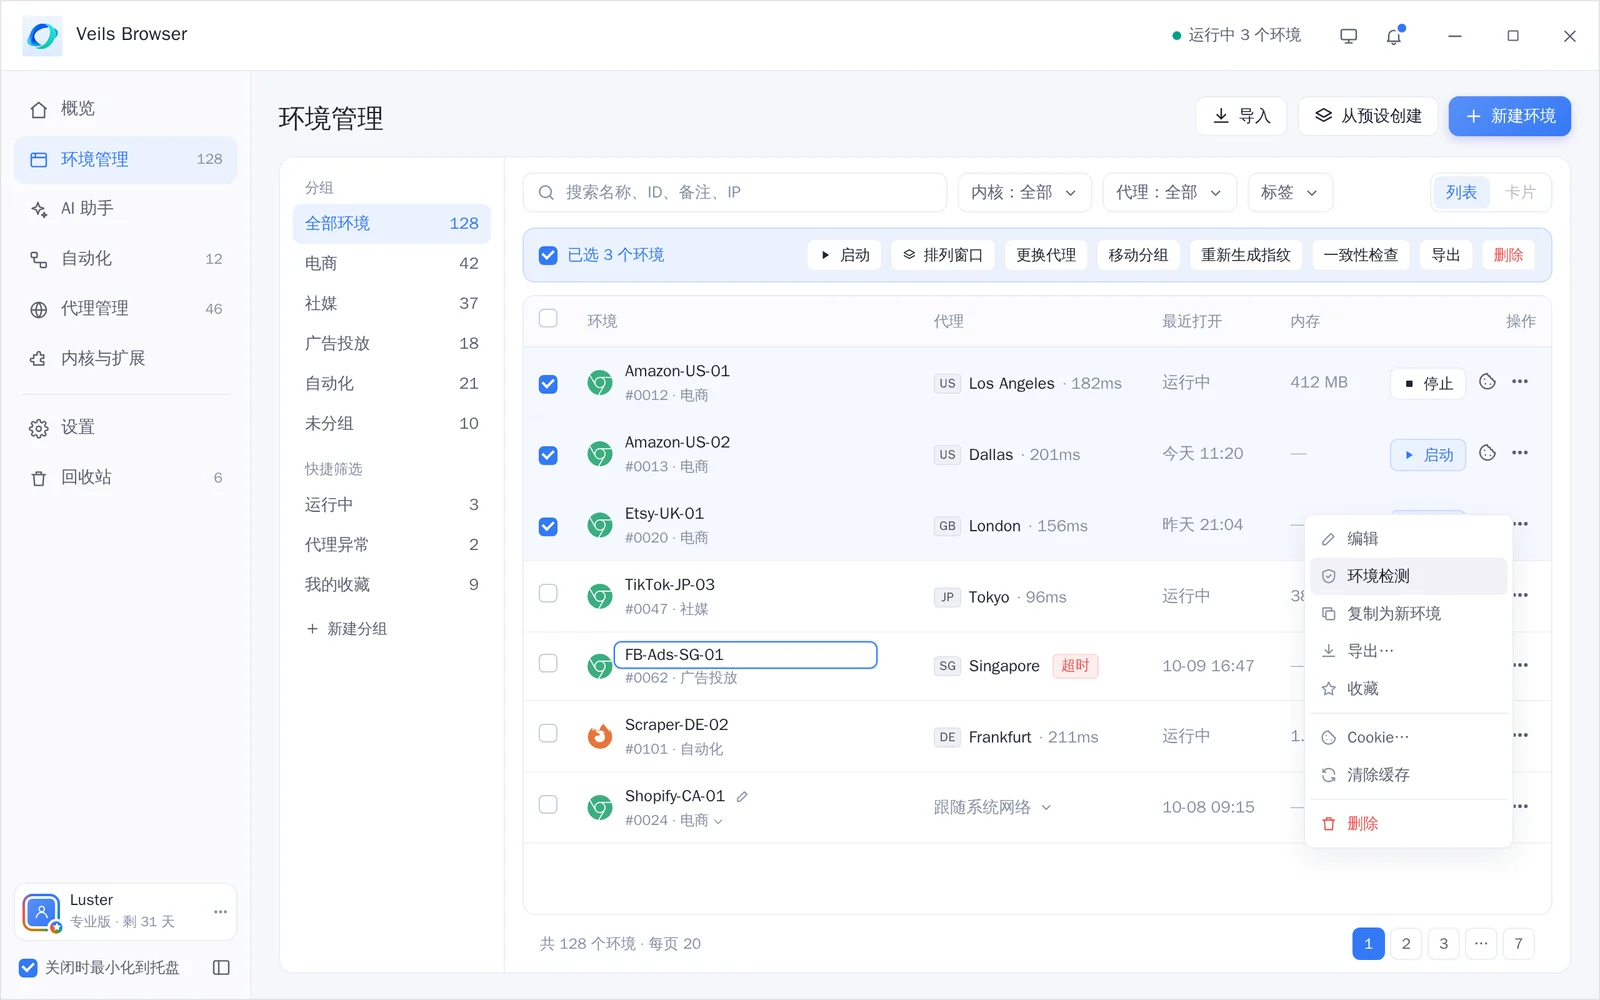 Veils Browser
运行中 3 个环境
概览
环境管理 128
AI 助手
自动化 12
代理管理 46
内核与扩展
设置
回收站 6
Luster
专业版 · 剩 31 天
关闭时最小化到托盘
环境管理
导入
从预设创建
新建环境
分组
全部环境 128
电商 42
社媒 37
广告投放 18
自动化 21
未分组 10
快捷筛选
运行中 3
代理异常 2
我的收藏 9
新建分组
搜索名称、ID、备注、IP
内核：全部
代理：全部
标签
列表
卡片
已选 3 个环境
启动
排列窗口
更换代理
移动分组
重新生成指纹
一致性检查
导出
删除
环境 代理 最近打开 内存 操作
Amazon-US-01
#0012 · 电商
US Los Angeles · 182ms
运行中
412 MB
停止
Amazon-US-02
#0013 · 电商
US Dallas · 201ms
今天 11:20
—
启动
Etsy-UK-01
#0020 · 电商
GB London · 156ms
昨天 21:04
—
TikTok-JP-03
#0047 · 社媒
JP Tokyo · 96ms
运行中
FB-Ads-SG-01
#0062 · 广告投放
SG Singapore 超时
10-09 16:47
—
Scraper-DE-02
#0101 · 自动化
DE Frankfurt · 211ms
运行中
1.
Shopify-CA-01
#0024 · 电商
跟随系统网络
10-08 09:15
—
编辑
环境检测
复制为新环境
导出…
收藏
Cookie…
清除缓存
删除
共 128 个环境 · 每页 20
1 2 3 … 7